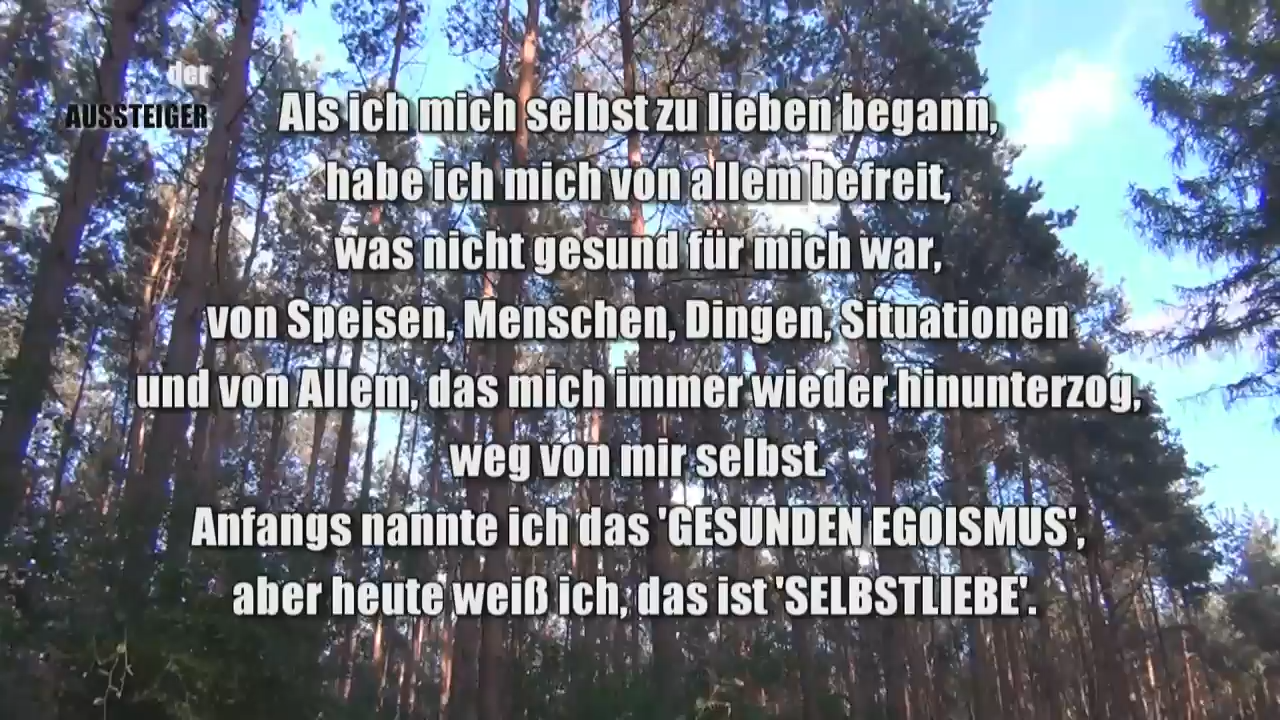 der
AUSSTEIGER
Als ich mich selbst zu lieben begann,
habe ich mich von allem befreit,
was nicht gesund für mich war,
von Speisen, Menschen, Dingen, Situationen
und von Allem, das mich immer wieder hinunterzog,
weg von mir selbst.
Anfangs nannte ich das 'GESUNDEN EGOISMUS',
aber heute weiß ich, das ist 'SELBSTLIEBE'.